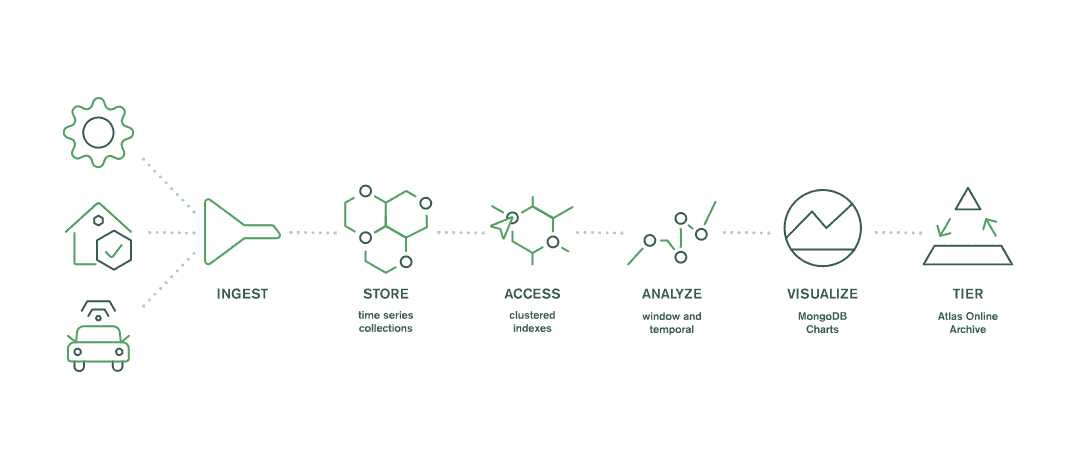 INGEST
STORE
time series
collections
ACCESS
clustered
indexes
ANALYZE
window and
temporal
VISUALIZE
MongoDB
Charts
TIER
Atlas Online
Archive